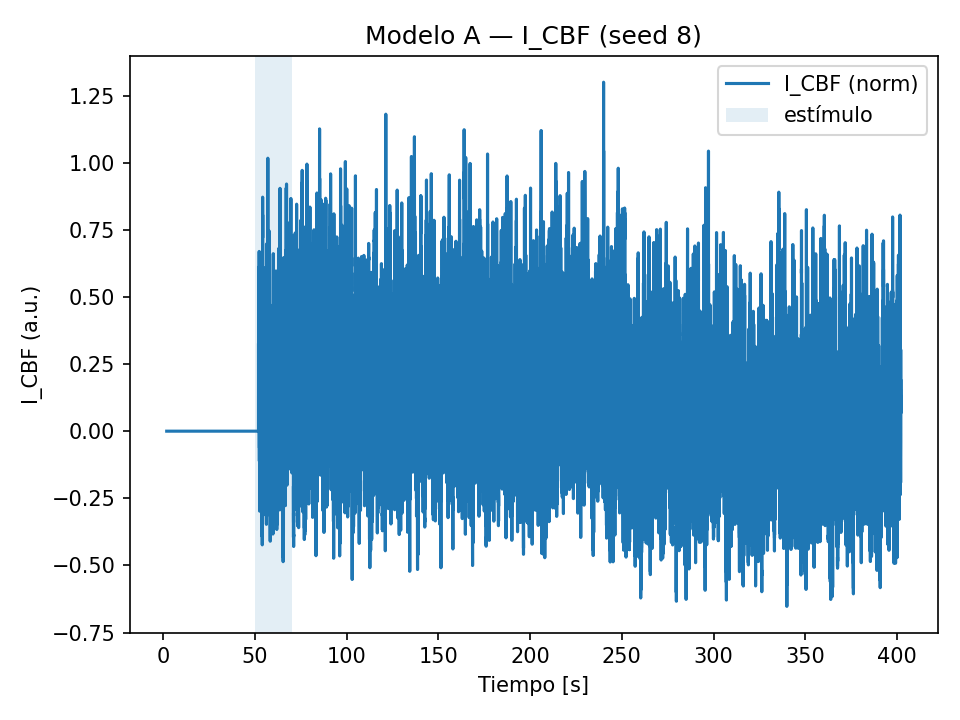 Modelo A — I_CBF (seed 8)
I_CBF (norm)
estímulo
I_CBF (a.u.)
1.25
1.00
0.75
0.50
0.25
0.00
−0.25
−0.50
−0.75
0 50 100 150 200 250 300 350 400
Tiempo [s]